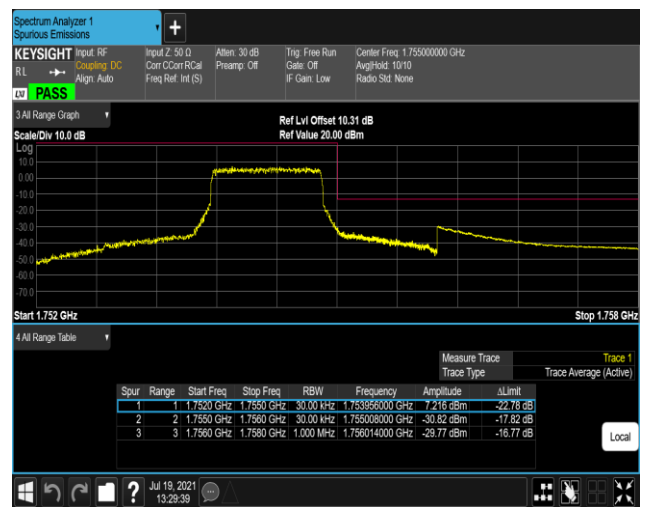 Spectrum Analyzer 1
Spurious Emissions
+
KEYSIGHT Input: RF Input Z: 50 Ω Atten: 30 dB Trig: Free Run Center Freq: 1.755000000 GHz
RL Coupling: DC Corr CCorr RCal Preamp: Off Gate: Off Avg|Hold: 10/10
Align: Auto Freq Ref: Int (S) IF Gain: Low Radio Std: None
LXI PASS
3 All Range Graph
Ref Lvl Offset 10.31 dB
Scale/Div 10.0 dB Ref Value 20.00 dBm
Log
10.0
0.00
-10.0
-20.0
-30.0
-40.0
-50.0
-60.0
-70.0
Start 1.752 GHz Stop 1.758 GHz
4 All Range Table
Measure Trace Trace 1
Trace Type Trace Average (Active)
Spur Range Start Freq Stop Freq RBW Frequency Amplitude ΔLimit
1 1 1.7520 GHz 1.7550 GHz 30.00 kHz 1.753956000 GHz 7.216 dBm -22.78 dB
2 2 1.7550 GHz 1.7560 GHz 30.00 kHz 1.755008000 GHz -30.82 dBm -17.82 dB
3 3 1.7560 GHz 1.7580 GHz 1.000 MHz 1.756014000 GHz -29.77 dBm -16.77 dB
Local
? Jul 19, 2021
13:29:39